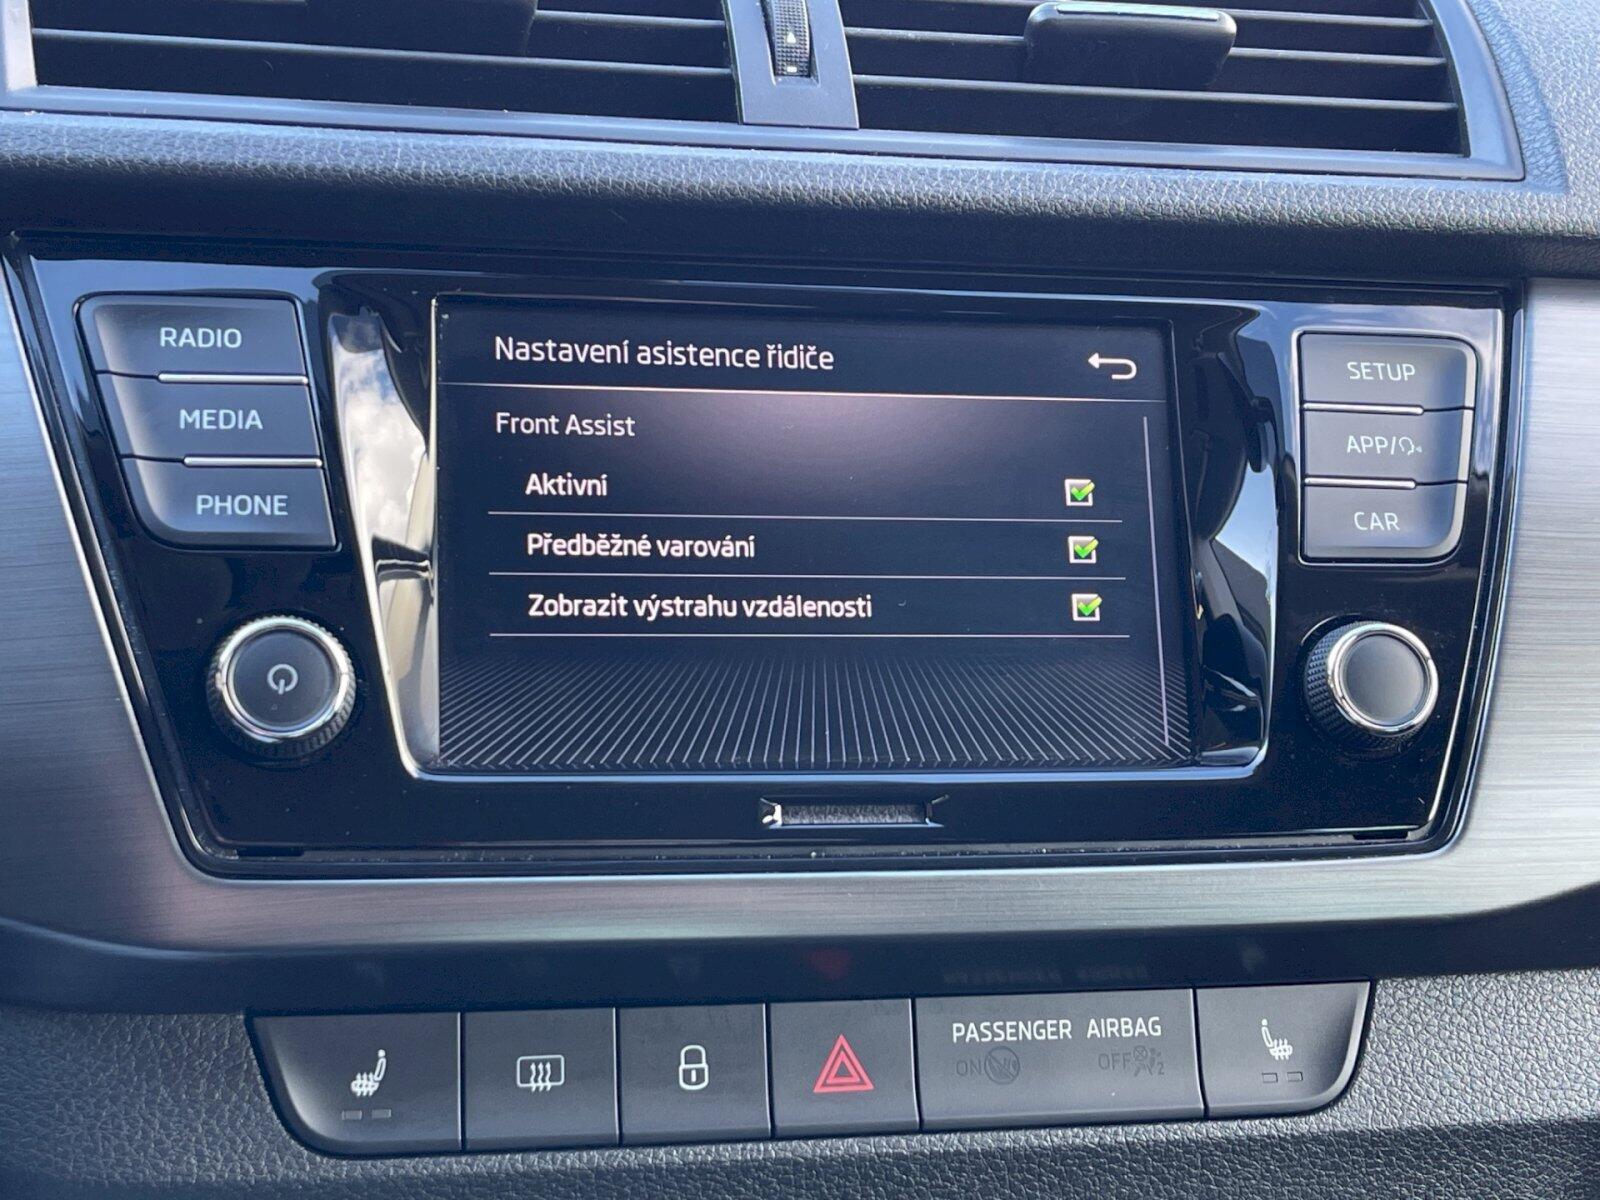 RADIO
MEDIA
PHONE
Nastavení asistence řidiče
Front Assist
Aktivní
Předběžné varování
Zobrazit výstrahu vzdálenosti
SETUP
APP/
CAR
PASSENGER AIRBAG
ON OFF 2